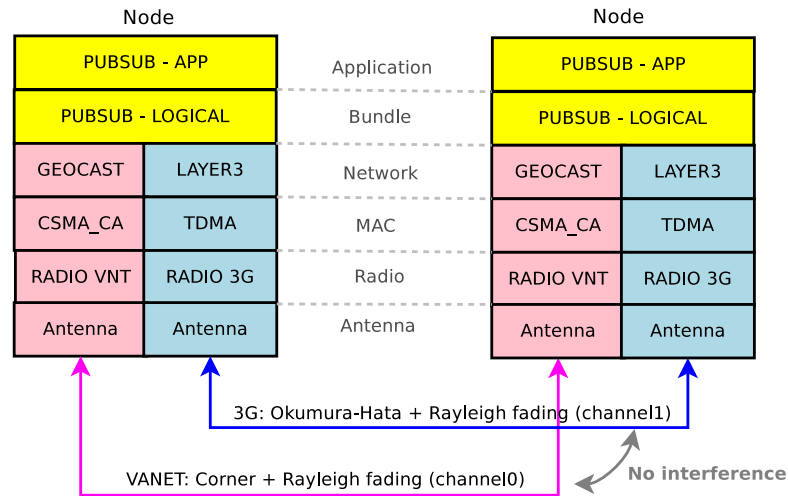 Node
Node
PUBSUB - APP
Application
PUBSUB - APP
PUBSUB - LOGICAL
Bundle
PUBSUB - LOGICAL
GEOCAST
LAYER3
Network
GEOCAST
LAYER3
CSMA_CA
TDMA
MAC
CSMA_CA
TDMA
RADIO VNT
RADIO 3G
Radio
RADIO VNT
RADIO 3G
Antenna
Antenna
Antenna
Antenna
Antenna
3G: Okumura-Hata + Rayleigh fading (channel1)
VANET: Corner + Rayleigh fading (channel0)
No interference